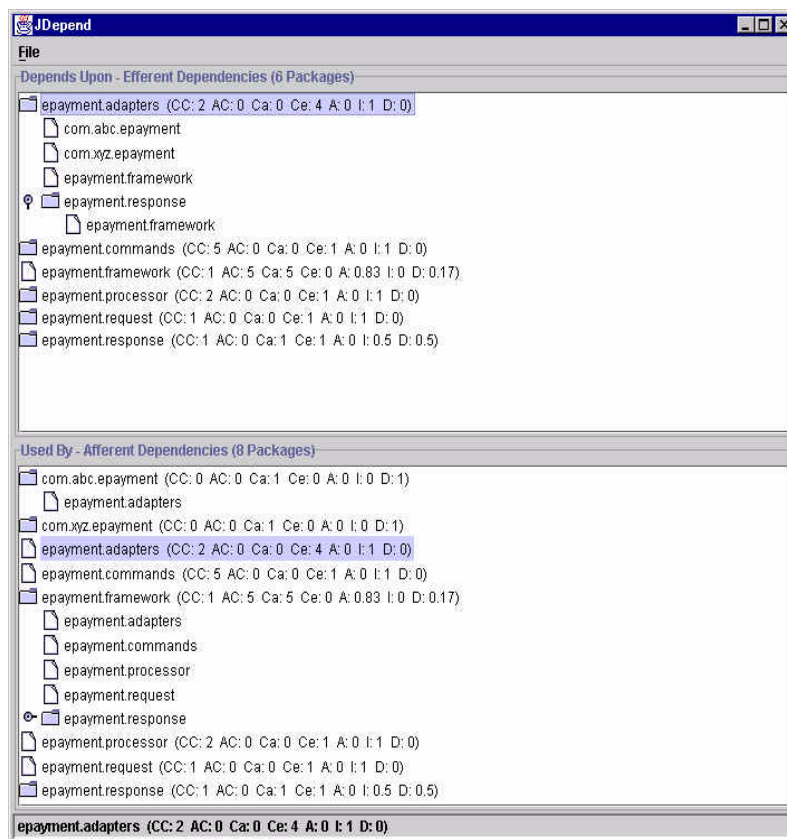 JDepend
File
Depends Upon - Efferent Dependencies (6 Packages)
epayment.adapters (CC: 2 AC: 0 Ca: 0 Ce: 4 A: 0 I: 1 D: 0)
com.abc.epayment
com.xyz.epayment
epayment.framework
epayment.response
epayment.framework
epayment.commands (CC: 5 AC: 0 Ca: 0 Ce: 1 A: 0 I: 1 D: 0)
epayment.framework (CC: 1 AC: 5 Ca: 5 Ce: 0 A: 0.83 I: 0 D: 0.17)
epayment.processor (CC: 2 AC: 0 Ca: 0 Ce: 1 A: 0 I: 1 D: 0)
epayment.request (CC: 1 AC: 0 Ca: 0 Ce: 1 A: 0 I: 1 D: 0)
epayment.response (CC: 1 AC: 0 Ca: 1 Ce: 1 A: 0 I: 0.5 D: 0.5)
Used By - Afferent Dependencies (8 Packages)
com.abc.epayment (CC: 0 AC: 0 Ca: 1 Ce: 0 A: 0 I: 0 D: 1)
epayment.adapters
com.xyz.epayment (CC: 0 AC: 0 Ca: 1 Ce: 0 A: 0 I: 0 D: 1)
epayment.adapters (CC: 2 AC: 0 Ca: 0 Ce: 4 A: 0 I: 1 D: 0)
epayment.commands (CC: 5 AC: 0 Ca: 0 Ce: 1 A: 0 I: 1 D: 0)
epayment.framework (CC: 1 AC: 5 Ca: 5 Ce: 0 A: 0.83 I: 0 D: 0.17)
epayment.adapters
epayment.commands
epayment.processor
epayment.request
epayment.response
epayment.processor (CC: 2 AC: 0 Ca: 0 Ce: 1 A: 0 I: 1 D: 0)
epayment.request (CC: 1 AC: 0 Ca: 0 Ce: 1 A: 0 I: 1 D: 0)
epayment.response (CC: 1 AC: 0 Ca: 1 Ce: 1 A: 0 I: 0.5 D: 0.5)
epayment.adapters (CC: 2 AC: 0 Ca: 0 Ce: 4 A: 0 I: 1 D: 0)